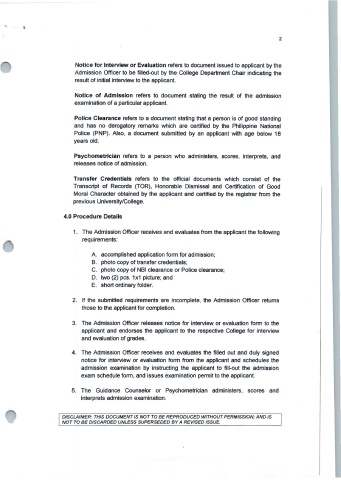 2
Notice for Interview or Evaluation refers to document issued to applicant by the
Admission Officer to be filled-out by the College Department Chair indicating the
result of initial interview to the applicant.
Notice of Admission refers to document stating the result of the admission
examination of a particular applicant.
Police Clearance refers to a document stating that a person is of good standing
and has no derogatory remarks which are certified by the Philippine National
Police (PNP). Also, a document submitted by an applicant with age below 18
years old.
Psychometrician refers to a person who administers, scores, interprets, and
releases notice of admission.
Transfer Credentials refers to the official documents which consist of the
Transcript of Records (TOR), Honorable Dismissal and Certification of Good
Moral Character obtained by the applicant and certified by the registrar from the
previous University/College.
4.0 Procedure Details
1. The Admission Officer receives and evaluates from the applicant the following
requirements:
A. accomplished application form for admission;
B. photo copy of transfer credentials;
C. photo copy of NBI clearance or Police clearance;
D. two (2) pcs. 1x1 picture; and
E. short ordinary folder.
2. If the submitted requirements are incomplete, the Admission Officer returns
those to the applicant for completion.
3. The Admission Officer releases notice for interview or evaluation form to the
applicant and endorses the applicant to the respective College for interview
and evaluation of grades.
4. The Admission Officer receives and evaluates the filled out and duly signed
notice for interview or evaluation form from the applicant and schedules the
admission examination by instructing the applicant to fill-out the admission
exam schedule form, and issues examination permit to the applicant.
5. The Guidance Counselor or Psychometrician administers, scores and
interprets admission examination.
DISCLAIMER: THIS DOCUMENT IS NOT TO BE REPRODUCED WITHOUT PERMISSION; AND IS
NOT TO BE DISCARDED UNLESS SUPERSEDED BY A REVISED ISSUE.